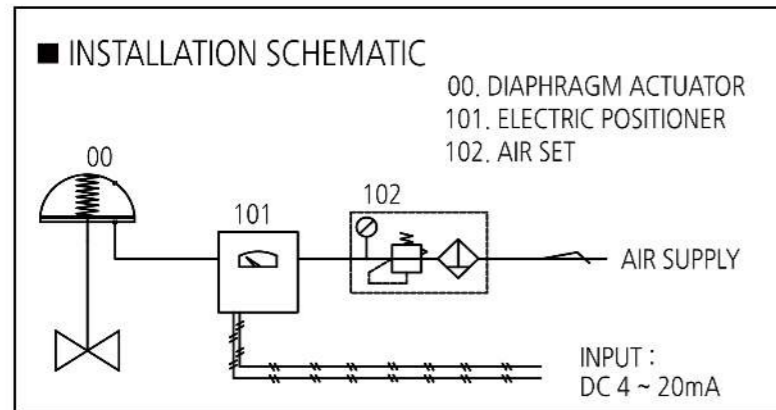 ■ INSTALLATION SCHEMATIC
00. DIAPHRAGM ACTUATOR
101. ELECTRIC POSITIONER
102. AIR SET
00
101
102
AIR SUPPLY
INPUT :
DC 4 ~ 20mA